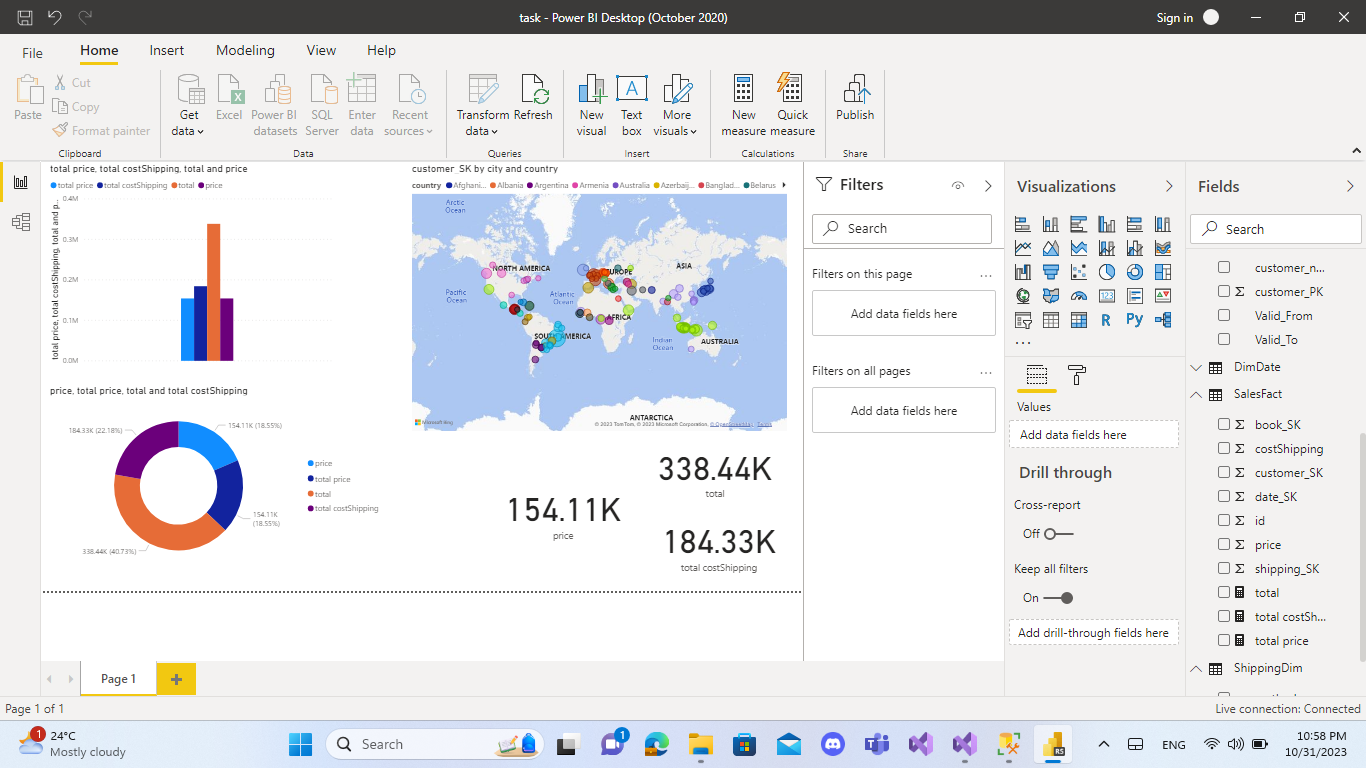 task - Power BI Desktop (October 2020)
Sign in
File
Home
Insert
Modeling
View
Help
Paste
Cut
Copy
Format painter
Clipboard
Get data
Excel
Power BI datasets
SQL Server
Enter data
Recent sources
Data
Transform data
Refresh
Queries
New visual
Text box
More visuals
Insert
New measure
Quick measure
Calculations
Publish
Share
total price, total costShipping, total and price
total price
total costShipping
total
price
total price, total costShipping, total and p...
0.4M
0.3M
0.2M
0.1M
0.0M
customer_SK by city and country
country
Afghani...
Albania
Argentina
Armenia
Australia
Azerbaij...
Banglad...
Belarus
Arctic Ocean
NORTH AMERICA
EUROPE
ASIA
Pacific Ocean
Atlantic Ocean
AFRICA
SOUTH AMERICA
Indian Ocean
AUSTRALIA
ANTARCTICA
Microsoft Bing
© 2023 TomTom, © 2023 Microsoft Corporation, © OpenStreetMap Terms
price, total price, total and total costShipping
184.33K (22.18%)
154.11K (18.55%)
154.11K (18.55%)
338.44K (40.73%)
price
total price
total
total costShipping
338.44K
total
154.11K
price
184.33K
total costShipping
Filters
Search
Filters on this page
...
Add data fields here
Filters on all pages
...
Add data fields here
Visualizations
123
R
Py
...
Values
Add data fields here
Drill through
Cross-report
Off
Keep all filters
On
Add drill-through fields here
Fields
Search
customer_n...
Σ customer_PK
Valid_From
Valid_To
DimDate
SalesFact
Σ book_SK
Σ costShipping
Σ customer_SK
Σ date_SK
Σ id
Σ price
Σ shipping_SK
total
total costSh...
total price
ShippingDim
Page 1
Page 1 of 1
Live connection: Connected
1
24°C
Mostly cloudy
Search
1
RS
ENG
10:58 PM
10/31/2023